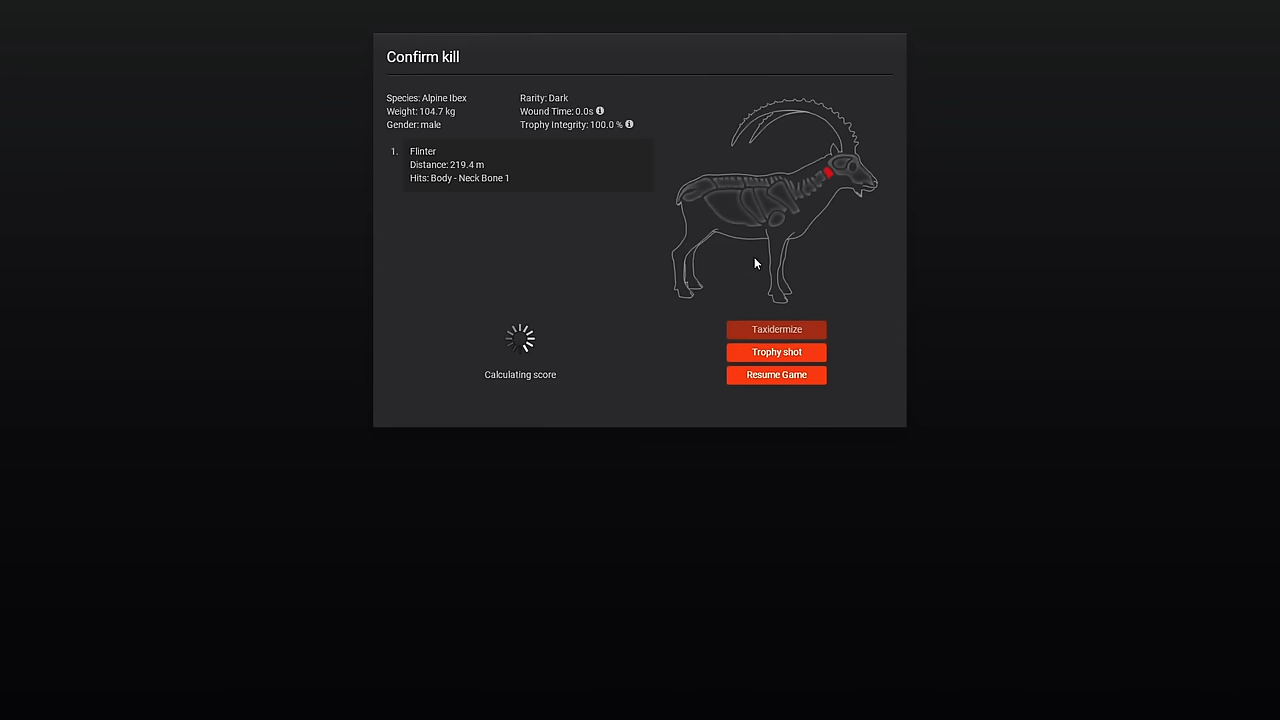 Confirm kill
Species: Alpine Ibex
Weight: 104.7 kg
Gender: male
Rarity: Dark
Wound Time: 0.0s
Trophy Integrity: 100.0 %
1.
Flinter
Distance: 219.4 m
Hits: Body - Neck Bone 1
Calculating score
Taxidermize
Trophy shot
Resume Game